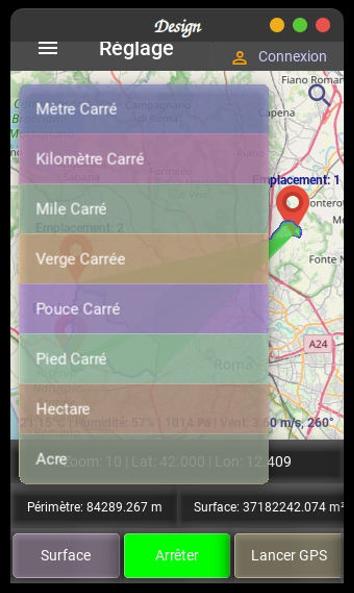 Design
Réglage
Connexion
Fiano Roman
Capena
Mètre Carré
Kilomètre Carré
Emplacement: 1
Mile Carré
Emplacement: 2
Verge Carrée
Fonte N
Pouce Carré
A24
Pied Carré
Roma
Hectare
21.15°C | Humidité: 57% | 1014 Pa | Vent: 3.60 m/s, 260°
Acre
Zoom: 10 | Lat: 42.000 | Lon: 12.409
Périmètre: 84289.267 m
Surface: 37182242.074 m²
Surface
Arrêter
Lancer GPS